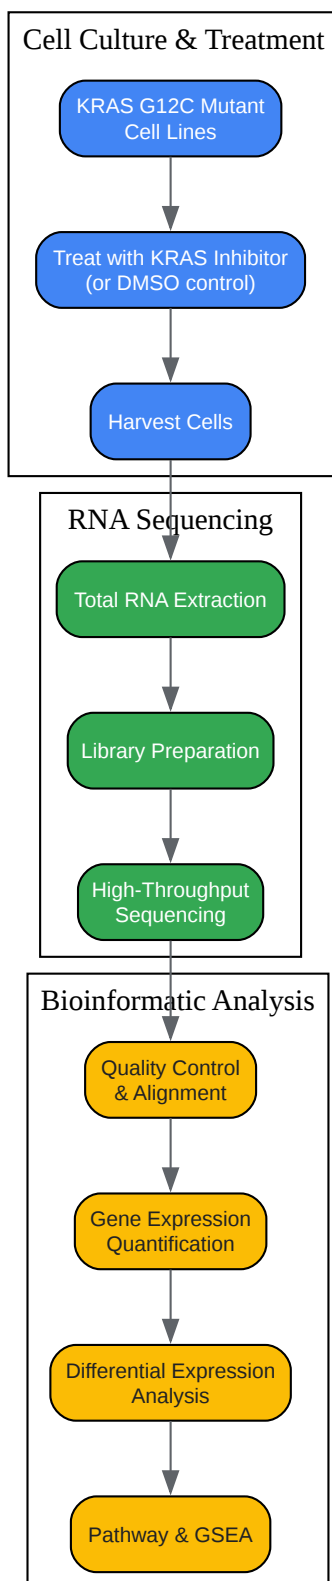 Cell Culture & Treatment
KRAS G12C Mutant
Cell Lines
Treat with KRAS Inhibitor
(or DMSO control)
Harvest Cells
RNA Sequencing
Total RNA Extraction
Library Preparation
High-Throughput
Sequencing
Bioinformatic Analysis
Quality Control
& Alignment
Gene Expression
Quantification
Differential Expression
Analysis
Pathway & GSEA